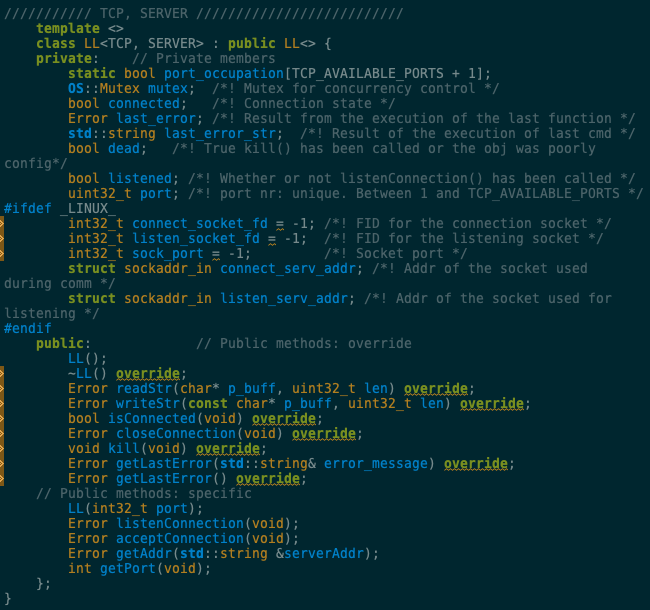 /////////// TCP, SERVER //////////////////////////
    template <>
    class LL<TCP, SERVER> : public LL<> {
    private:    // Private members
        static bool port_occupation[TCP_AVAILABLE_PORTS + 1];
        OS::Mutex mutex;  /*! Mutex for concurrency control */
        bool connected;   /*! Connection state */
        Error last_error; /*! Result from the execution of the last function */
        std::string last_error_str;  /*! Result of the execution of last cmd */
        bool dead;   /*! True kill() has been called or the obj was poorly
config*/
        bool listened; /*! Whether or not listenConnection() has been called */
        uint32_t port; /*! port nr: unique. Between 1 and TCP_AVAILABLE_PORTS */
#ifdef _LINUX_
        int32_t connect_socket_fd = -1; /*! FID for the connection socket */
        int32_t listen_socket_fd = -1;  /*! FID for the listening socket */
        int32_t sock_port = -1;         /*! Socket port */
        struct sockaddr_in connect_serv_addr; /*! Addr of the socket used
during comm */
        struct sockaddr_in listen_serv_addr; /*! Addr of the socket used for
listening */
#endif
    public:             // Public methods: override
        LL();
        ~LL() override;
        Error readStr(char* p_buff, uint32_t len) override;
        Error writeStr(const char* p_buff, uint32_t len) override;
        bool isConnected(void) override;
        Error closeConnection(void) override;
        void kill(void) override;
        Error getLastError(std::string& error_message) override;
        Error getLastError() override;
    // Public methods: specific
        LL(int32_t port);
        Error listenConnection(void);
        Error acceptConnection(void);
        Error getAddr(std::string &serverAddr);
        int getPort(void);
    };
}